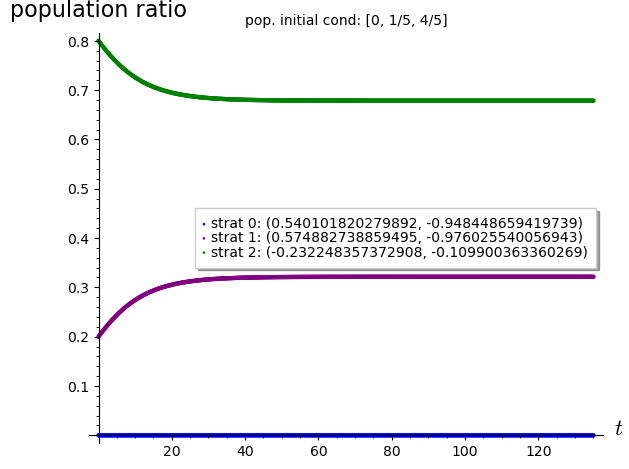 population ratio
pop. initial cond: [0, 1/5, 4/5]
0.8
0.7
0.6
0.5
0.4
0.3
0.2
0.1
strat 0: (0.540101820279892, -0.948448659419739)
strat 1: (0.574882738859495, -0.976025540056943)
strat 2: (-0.232248357372908, -0.109900363360269)
20 40 60 80 100 120
t